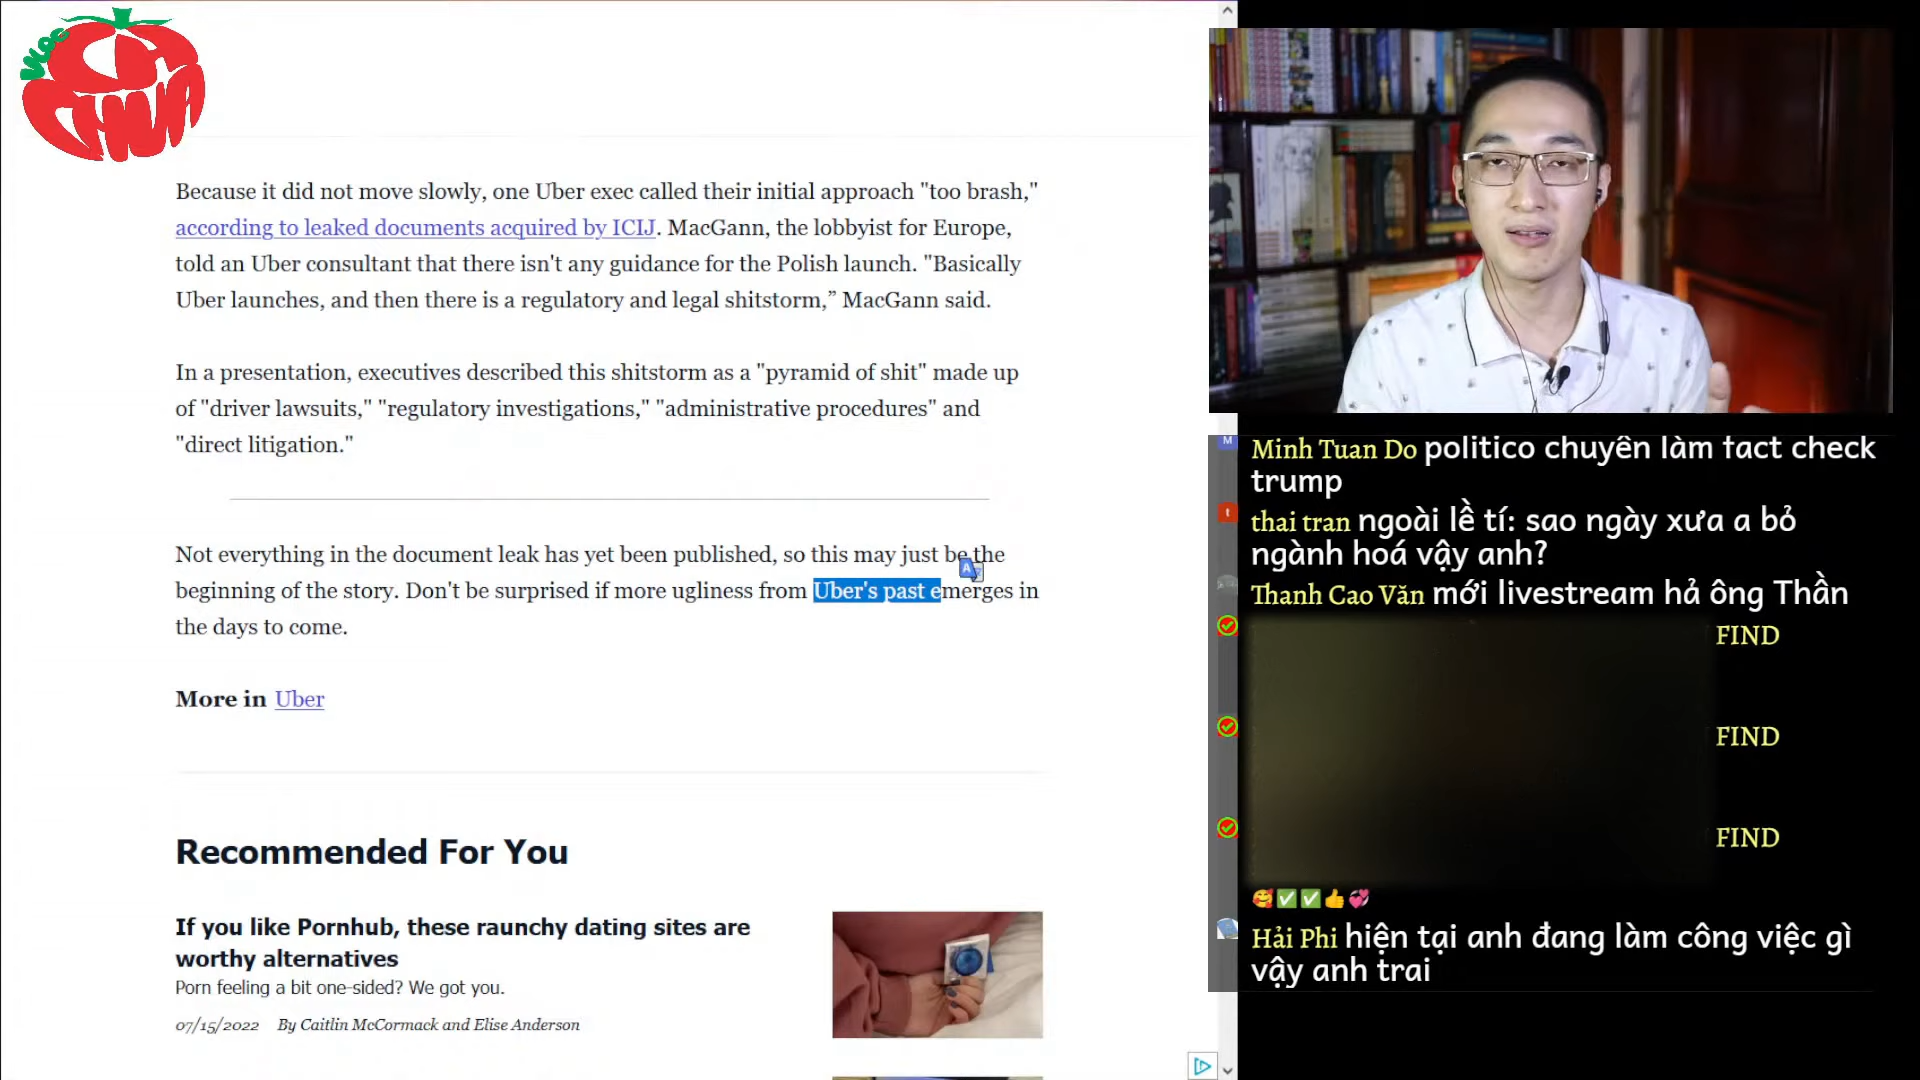 VLOG
CÀ
CHUA
Because it did not move slowly, one Uber exec called their initial approach "too brash,"
according to leaked documents acquired by ICIJ. MacGann, the lobbyist for Europe,
told an Uber consultant that there isn't any guidance for the Polish launch. "Basically
Uber launches, and then there is a regulatory and legal shitstorm,” MacGann said.
In a presentation, executives described this shitstorm as a "pyramid of shit" made up
of "driver lawsuits," "regulatory investigations," "administrative procedures" and
"direct litigation."
Not everything in the document leak has yet been published, so this may just be the
beginning of the story. Don't be surprised if more ugliness from Uber's past emerges in
the days to come.
More in Uber
Recommended For You
If you like Pornhub, these raunchy dating sites are
worthy alternatives
Porn feeling a bit one-sided? We got you.
07/15/2022 By Caitlin McCormack and Elise Anderson
M
Minh Tuan Do politico chuyên làm fact check
trump
t
thai tran ngoài lề tí: sao ngày xưa a bỏ
ngành hoá vậy anh?
Thanh Cao Văn mới livestream hả ông Thần
FIND
FIND
FIND
🥰✅✅👍💞
Hải Phi hiện tại anh đang làm công việc gì
vậy anh trai